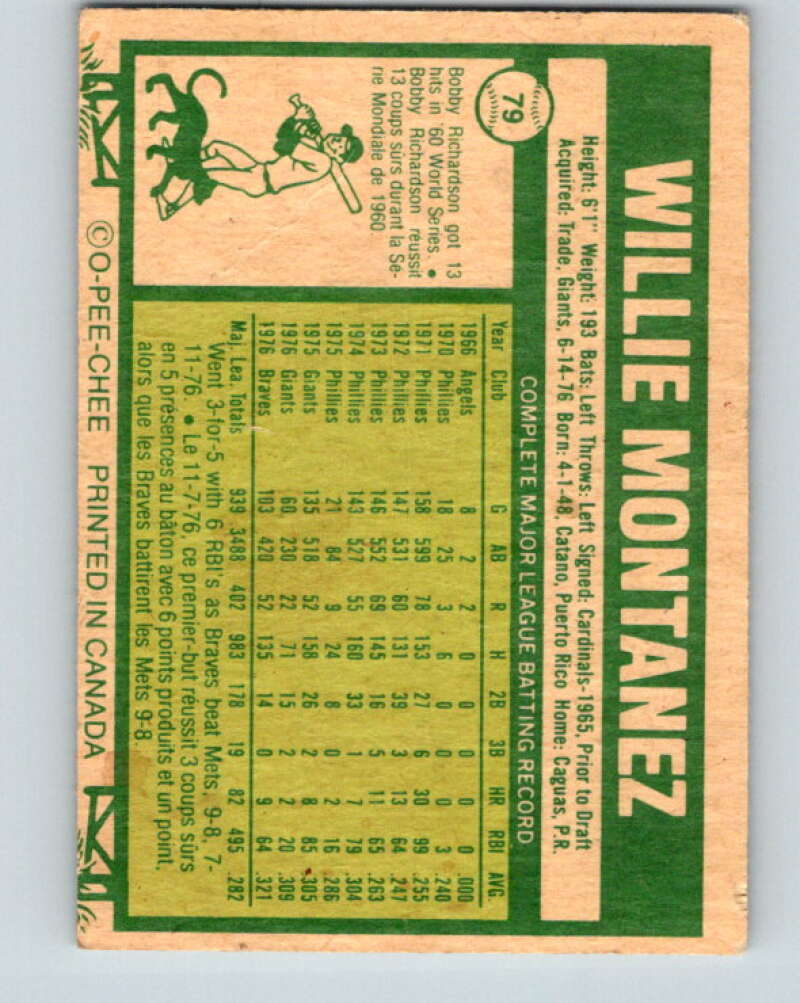 WILLIE MONTANEZ
79
Height: 6'1" Weight: 193 Bats: Left Throws: Left Signed: Cardinals-1965, Prior to Draft
Acquired: Trade, Giants, 6-14-76 Born: 4-1-48, Catano, Puerto Rico Home: Caguas, P.R.
Bobby Richardson got 13
hits in '60 World Series. •
Bobby Richardson réussit
13 coups sûrs durant la Se-
rie Mondiale de 1960
COMPLETE MAJOR LEAGUE BATTING RECORD
Year Club G AB R H 2B 3B HR RBI AVG
1966 Angels 8 2 2 0 0 0 0 0 .000
1970 Phillies 18 25 3 6 0 0 0 3 .240
1971 Phillies 158 599 78 153 27 6 30 99 .255
1972 Phillies 147 531 60 131 39 3 13 64 .247
1973 Phillies 146 552 69 145 16 5 11 65 .263
1974 Phillies 143 527 55 160 33 1 7 79 .304
1975 Phillies 21 84 9 24 8 0 2 16 .286
1975 Giants 135 518 52 158 26 2 8 85 .305
1976 Giants 60 230 22 71 15 2 2 20 .309
1976 Braves 103 420 52 135 14 0 9 64 .321
Maj. Lea. Totals 939 3488 402 983 178 19 82 495 .282
Went 3-for-5 with 6 RBI's as Braves beat Mets, 9-8, 7-
11-76. • Le 11-7-76, ce premier-but réussit 3 coups sûrs
en 5 présences au bâton avec 6 points produits et un point,
alors que les Braves battirent les Mets 9-8.
©O-PEE-CHEE PRINTED IN CANADA